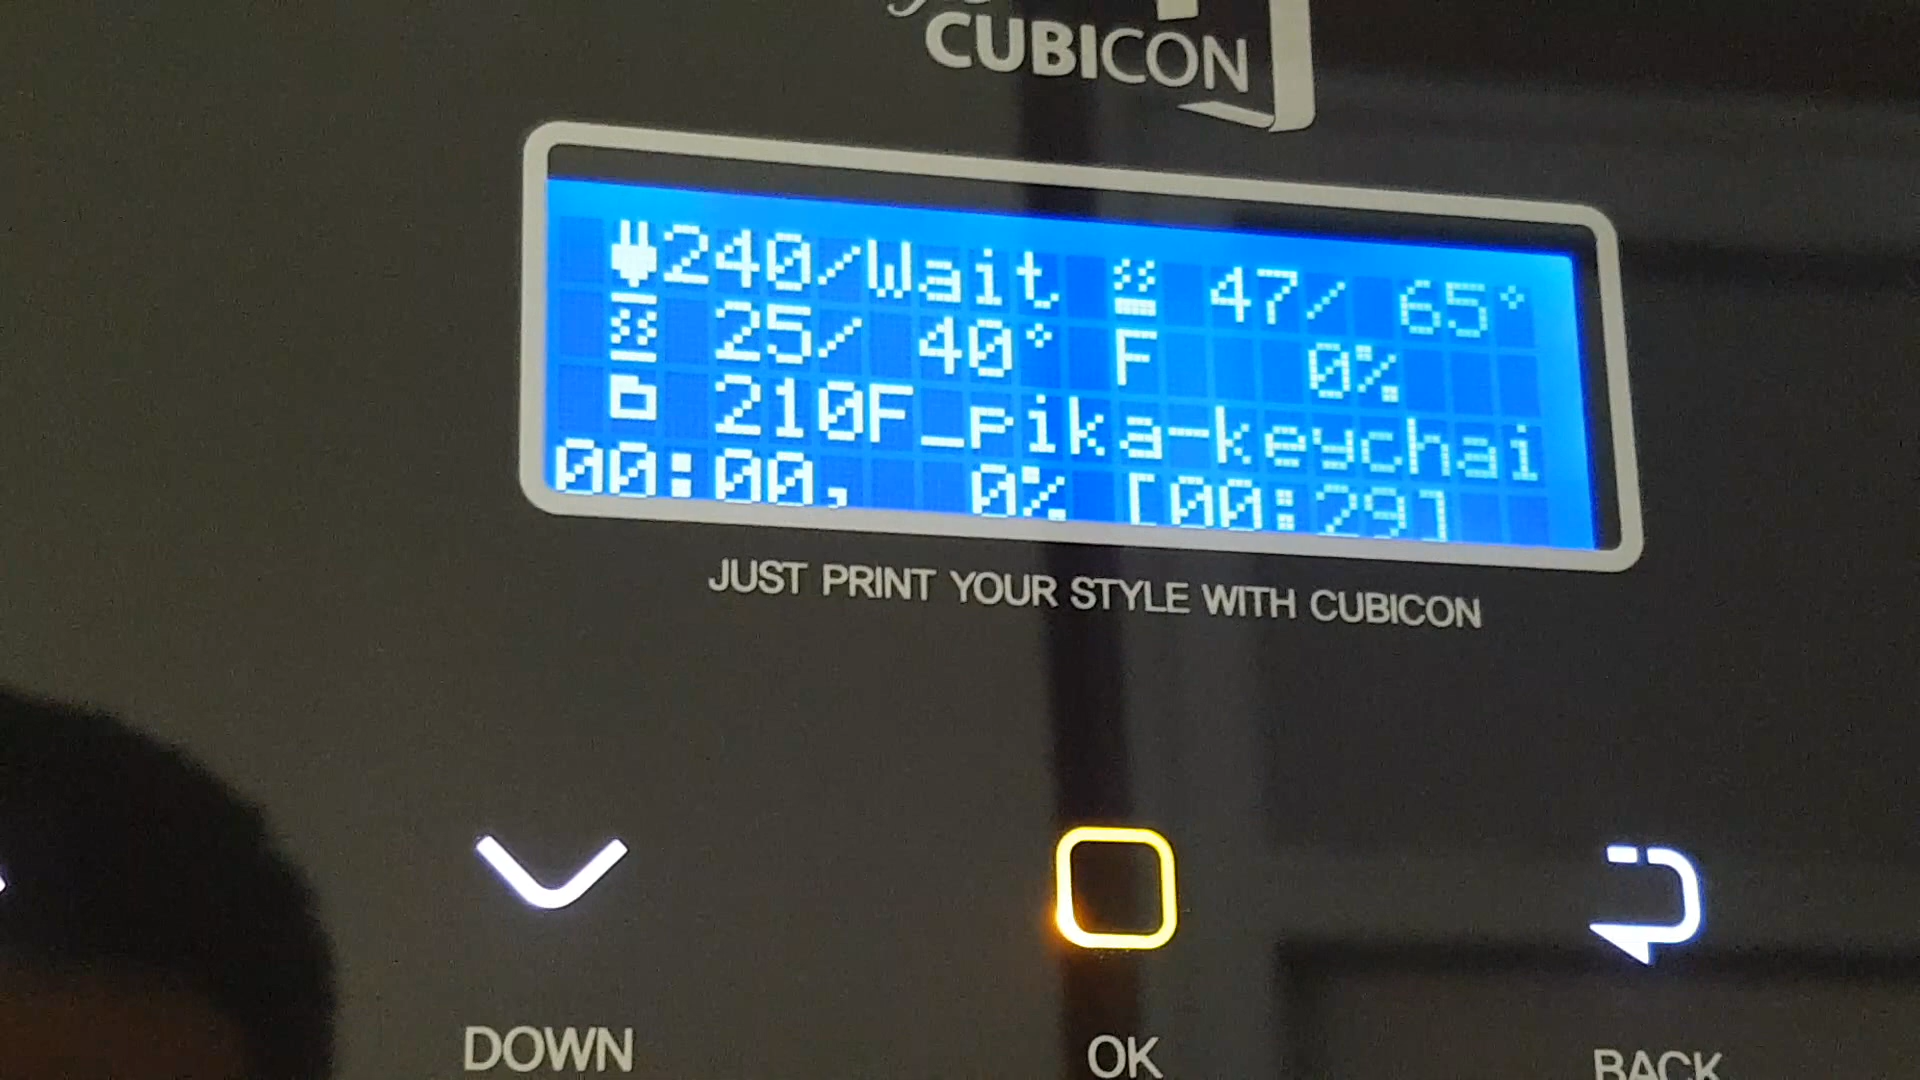 CUBICON
240/Wait 47/ 65°
25/ 40° F 0%
210F_pika-keychai
00:00, 0% [00:29]
JUST PRINT YOUR STYLE WITH CUBICON
DOWN OK BACK